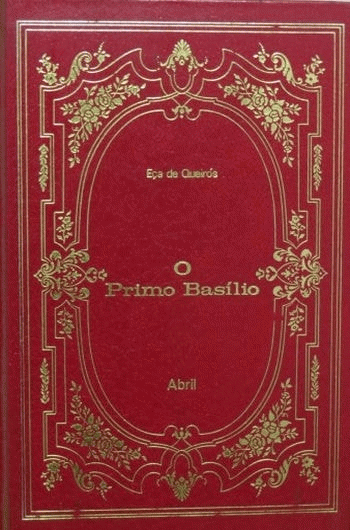 Eça de Queirós
O
Primo Basílio
Abril